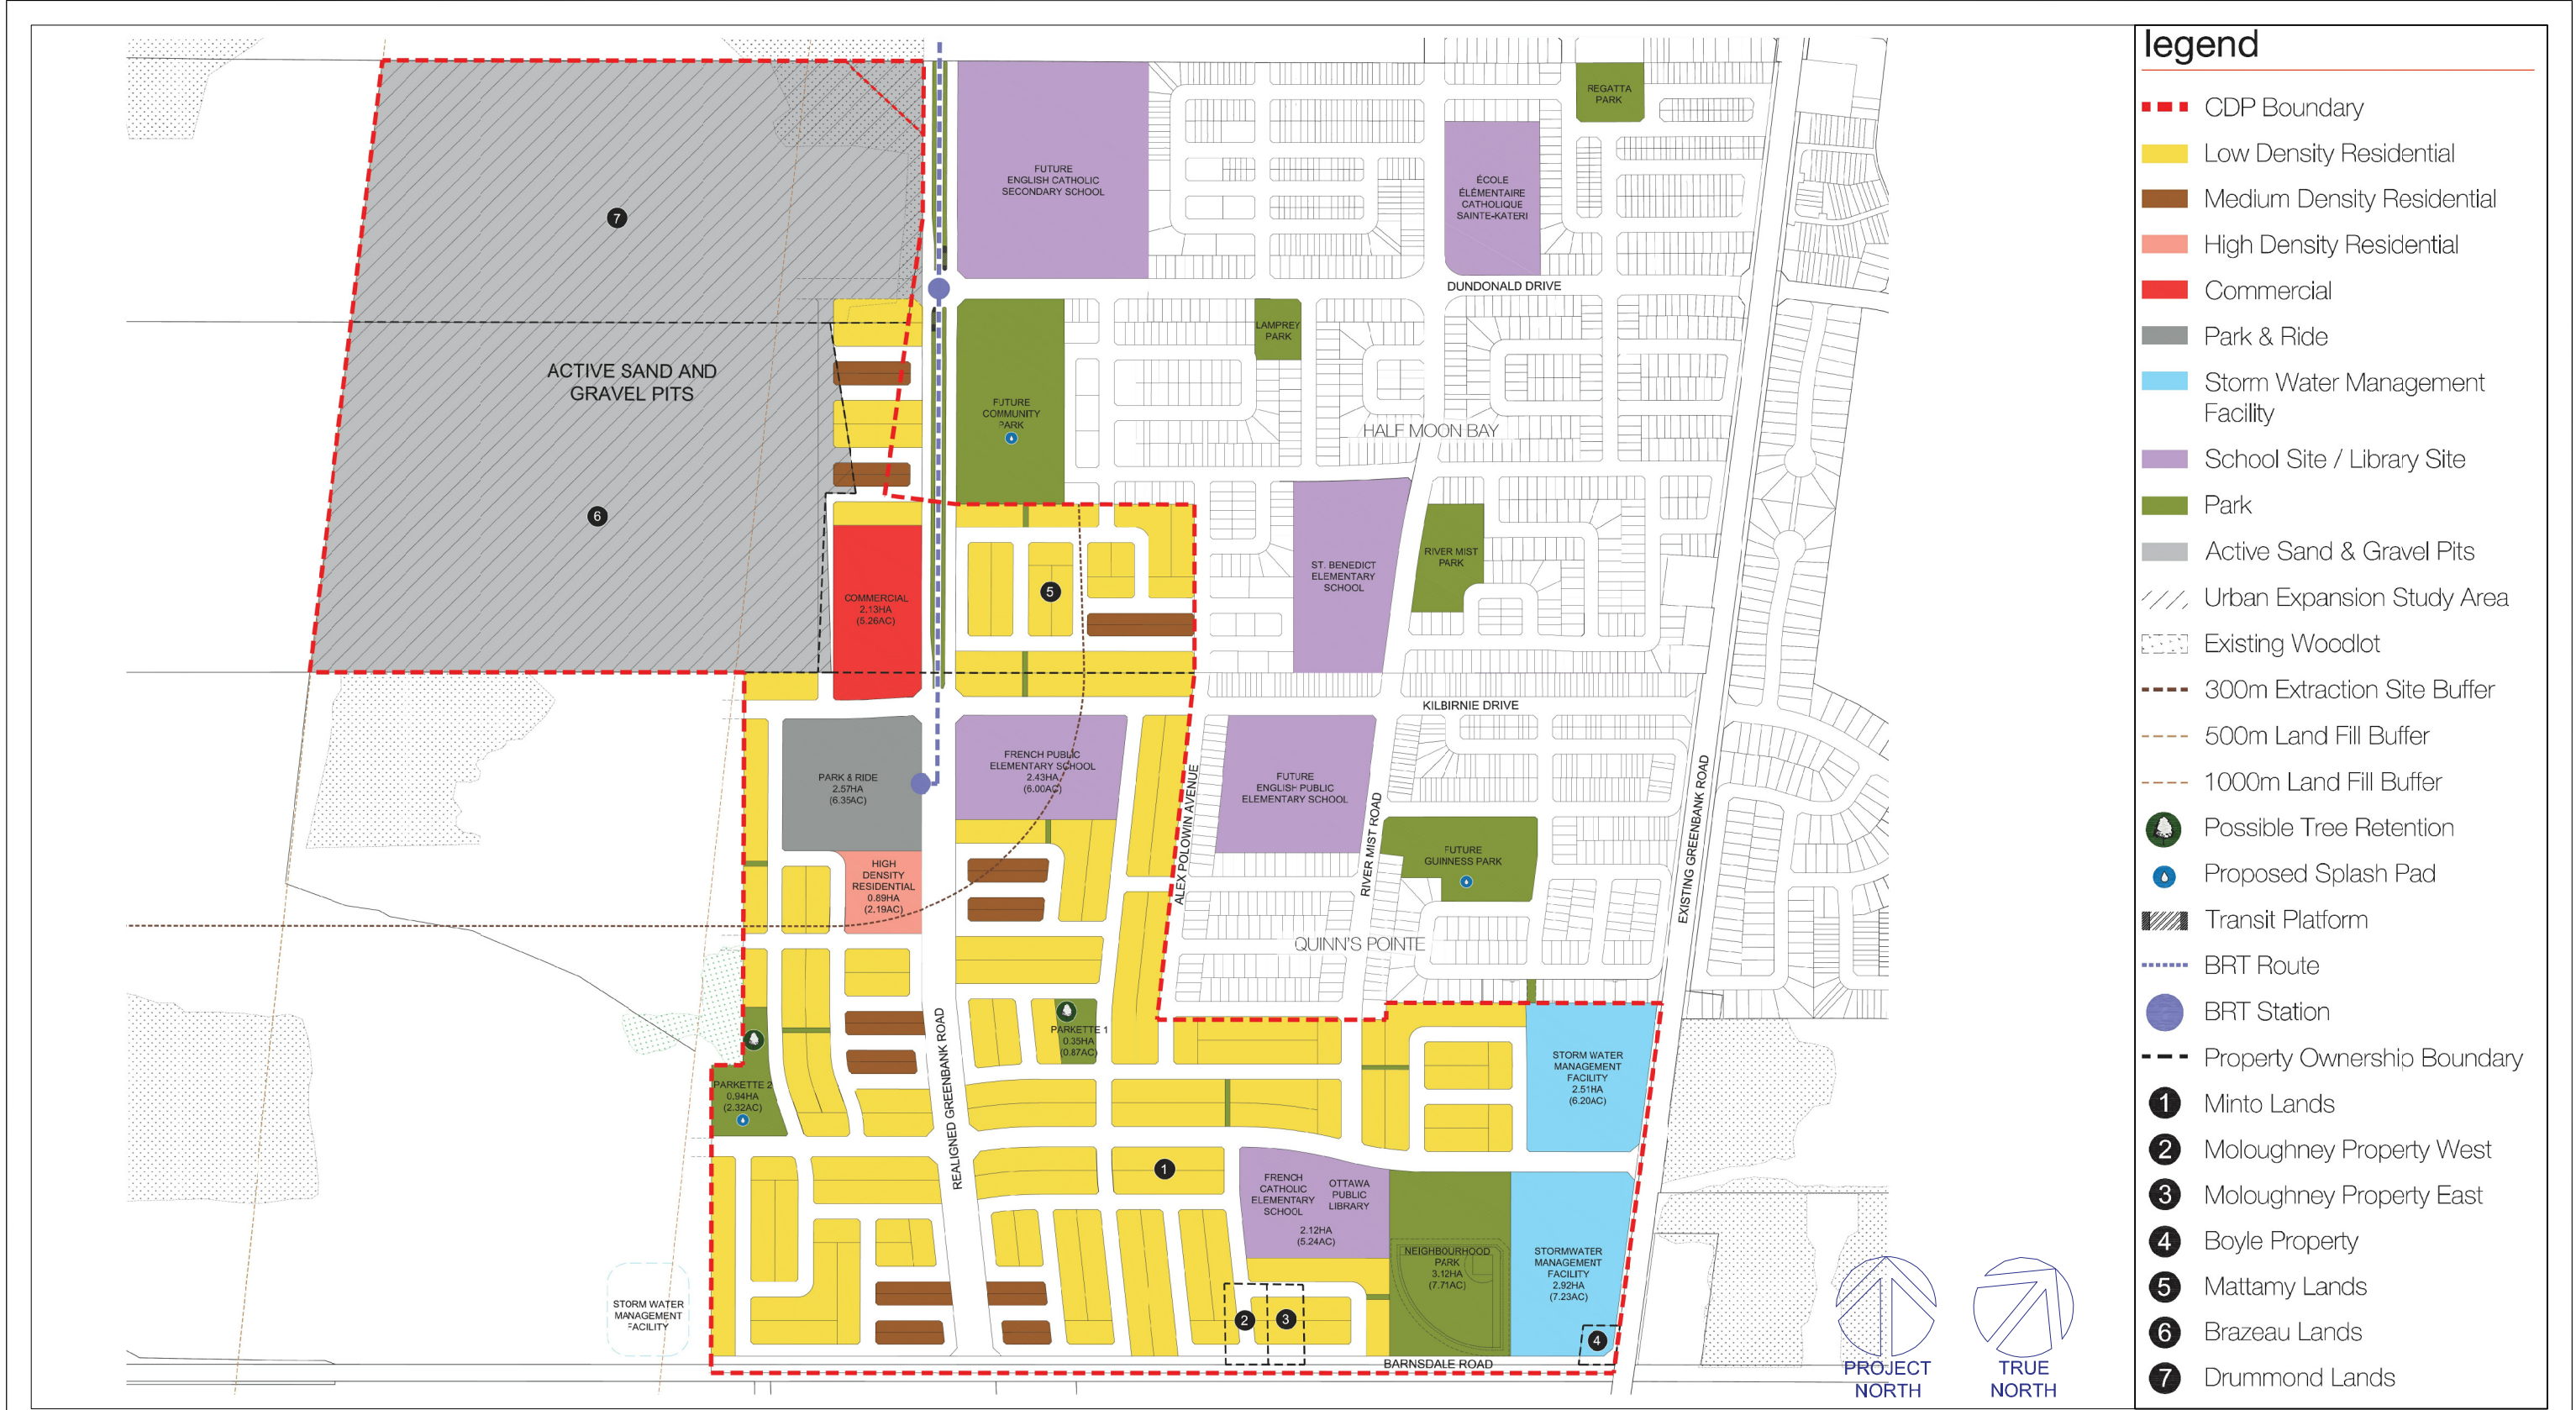 legend
CDP Boundary
Low Density Residential
Medium Density Residential
High Density Residential
Commercial
Park & Ride
Storm Water Management
Facility
School Site / Library Site
Park
Active Sand & Gravel Pits
Urban Expansion Study Area
Existing Woodlot
300m Extraction Site Buffer
500m Land Fill Buffer
1000m Land Fill Buffer
Possible Tree Retention
Proposed Splash Pad
Transit Platform
BRT Route
BRT Station
Property Ownership Boundary
1 Minto Lands
2 Moloughney Property West
3 Moloughney Property East
4 Boyle Property
5 Mattamy Lands
6 Brazeau Lands
7 Drummond Lands
REGATTA
PARK
FUTURE
ENGLISH CATHOLIC
SECONDARY SCHOOL
ÉCOLE
ÉLÉMENTAIRE
CATHOLIQUE
SAINTE-KATERI
7
DUNDONALD DRIVE
LAMPREY
PARK
ACTIVE SAND AND
GRAVEL PITS
FUTURE
COMMUNITY
PARK
HALF MOON BAY
6
RIVER MIST
PARK
ST. BENEDICT
ELEMENTARY
SCHOOL
5
COMMERCIAL
2.13HA
(5.26AC)
KILBIRNIE DRIVE
FRENCH PUBLIC
ELEMENTARY SCHOOL
2.43HA
(6.00AC)
PARK & RIDE
2.57HA
(6.35AC)
FUTURE
ENGLISH PUBLIC
ELEMENTARY SCHOOL
ALEX POLOWIN AVENUE
RIVER MIST ROAD
EXISTING GREENBANK ROAD
FUTURE
GUINNESS PARK
HIGH
DENSITY
RESIDENTIAL
0.89HA
(2.19AC)
QUINN'S POINTE
PARKETTE 1
0.35HA
(0.87AC)
REALIGNED GREENBANK ROAD
PARKETTE 2
0.94HA
(2.32AC)
STORM WATER
MANAGEMENT
FACILITY
2.51HA
(6.20AC)
1
FRENCH
CATHOLIC
ELEMENTARY
SCHOOL
OTTAWA
PUBLIC
LIBRARY
2.12HA
(5.24AC)
NEIGHBOURHOOD
PARK
3.12HA
(7.71AC)
STORMWATER
MANAGEMENT
FACILITY
2.92HA
(7.23AC)
STORM WATER
MANAGEMENT
FACILITY
2
3
4
BARNSDALE ROAD
PROJECT
NORTH
TRUE
NORTH